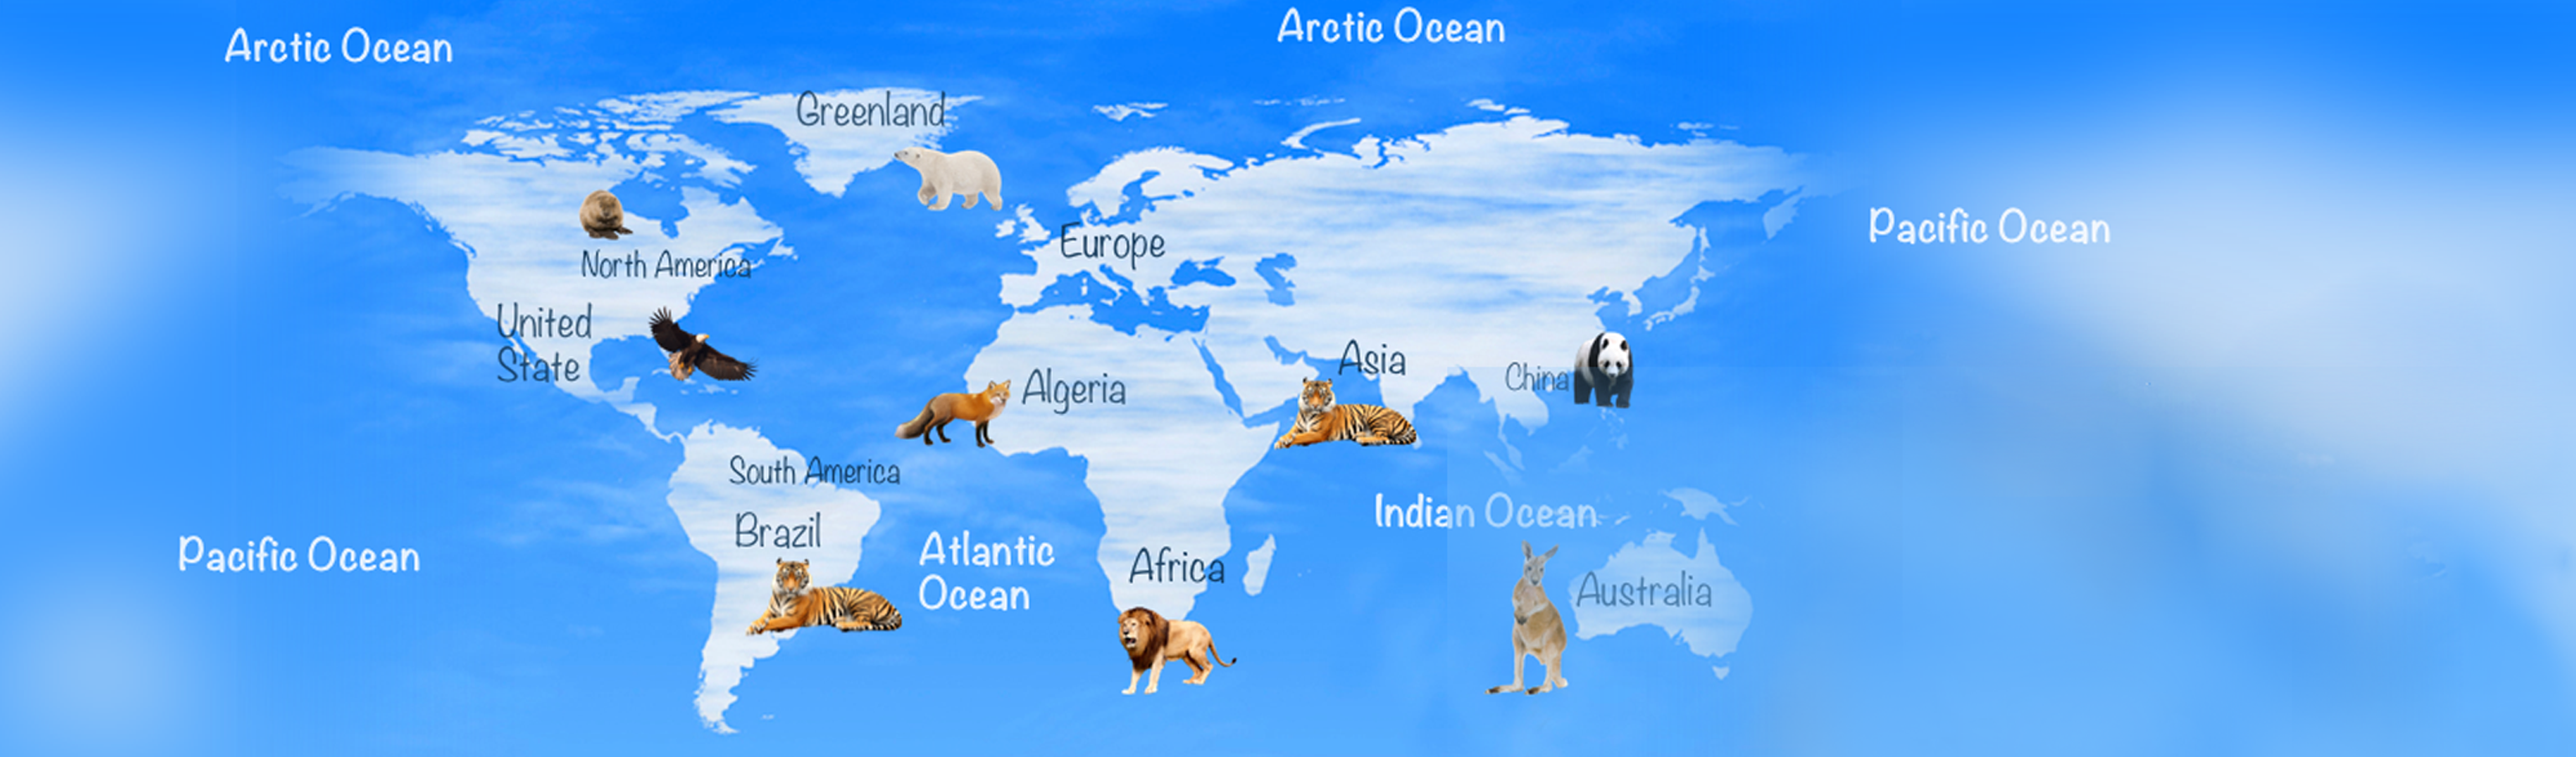 Arctic Ocean
Arctic Ocean
Greenland
Pacific Ocean
Europe
North America
United
State
Asia
China
Algeria
South America
Indian Ocean
Brazil
Atlantic
Ocean
Pacific Ocean
Africa
Australia